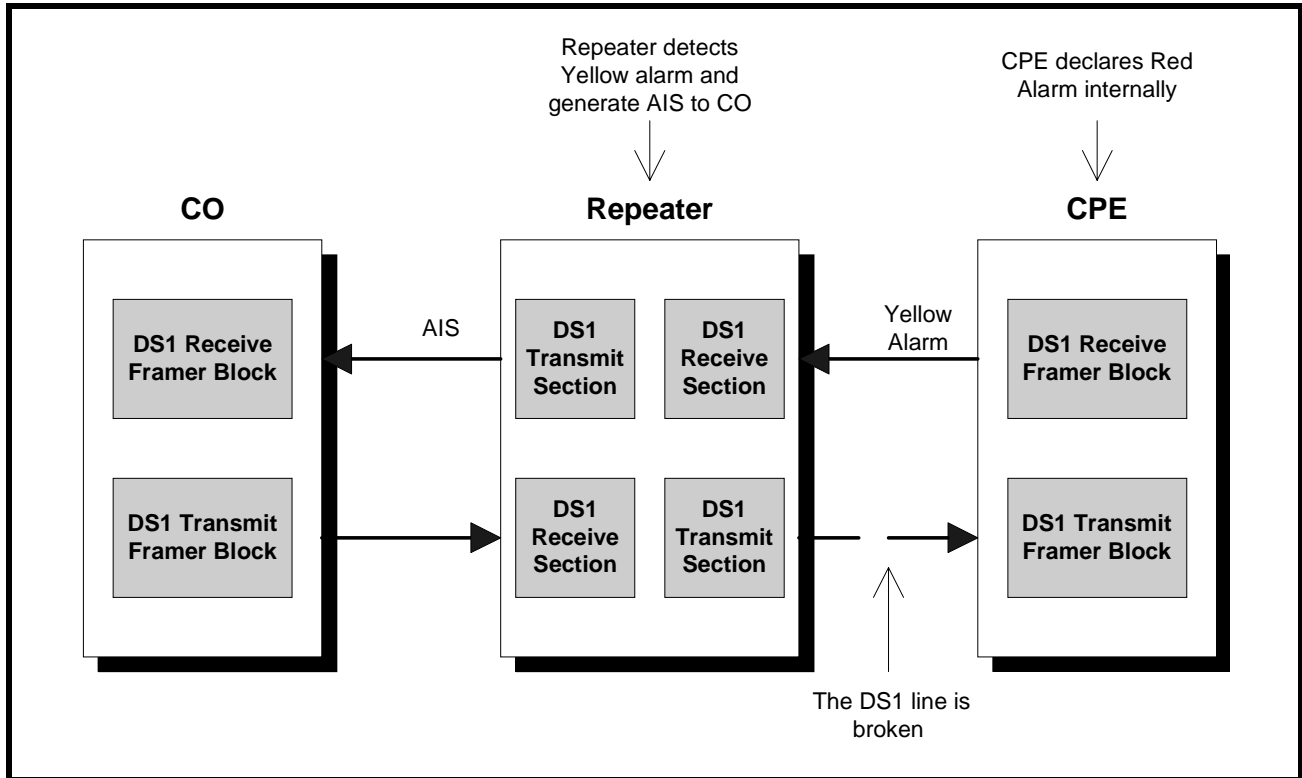 Repeater detects
Yellow alarm and
generate AIS to CO
CPE declares Red
Alarm internally
CO
Repeater
CPE
DS1 Receive
Framer Block
AIS
DS1
Transmit
Section
DS1
Receive
Section
Yellow
Alarm
DS1 Receive
Framer Block
DS1 Transmit
Framer Block
DS1
Receive
Section
DS1
Transmit
Section
DS1 Transmit
Framer Block
The DS1 line is
broken